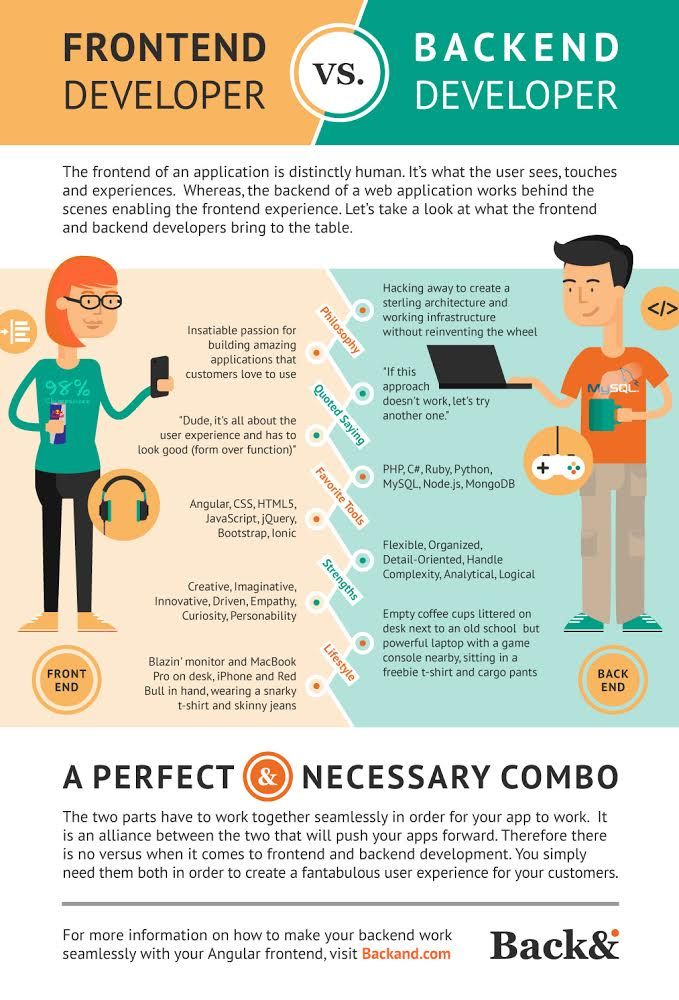 FRONTEND
DEVELOPER
VS.
BACKEND
DEVELOPER
The frontend of an application is distinctly human. It's what the user sees, touches
and experiences.  Whereas, the backend of a web application works behind the
scenes enabling the frontend experience. Let's take a look at what the frontend
and backend developers bring to the table.
Philosophy
Insatiable passion for
building amazing
applications that
customers love to use
Hacking away to create a
sterling architecture and
working infrastructure
without reinventing the wheel
</>
98%
MySQL
Quoted Saying
"Dude, it's all about the
user experience and has to
look good (form over function)"
"If this
approach
doesn't work, let's try
another one."
Favorite Tools
Angular, CSS, HTML5,
JavaScript, jQuery,
Bootstrap, Ionic
PHP, C#, Ruby, Python,
MySQL, Node.js, MongoDB
Strengths
Creative, Imaginative,
Innovative, Driven, Empathy,
Curiosity, Personability
Flexible, Organized,
Detail-Oriented, Handle
Complexity, Analytical, Logical
Lifestyle
Blazin' monitor and MacBook
Pro on desk, iPhone and Red
Bull in hand, wearing a snarky
t-shirt and skinny jeans
Empty coffee cups littered on
desk next to an old school  but
powerful laptop with a game
console nearby, sitting in a
freebie t-shirt and cargo pants
FRONT
END
BACK
END
A PERFECT & NECESSARY COMBO
The two parts have to work together seamlessly in order for your app to work.  It
is an alliance between the two that will push your apps forward. Therefore there
is no versus when it comes to frontend and backend development. You simply
need them both in order to create a fantabulous user experience for your customers.
For more information on how to make your backend work
seamlessly with your Angular frontend, visit Backand.com
Back&